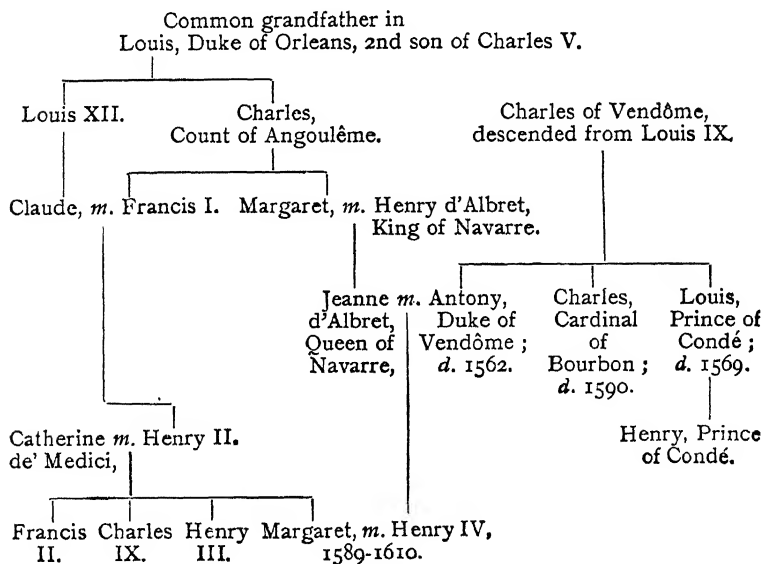 Common grandfather in
Louis, Duke of Orleans, 2nd son of Charles V.
Louis XII.
Charles,
Count of Angoulême.
Charles of Vendôme,
descended from Louis IX.
Claude, m. Francis I.
Margaret, m. Henry d'Albret,
King of Navarre.
Jeanne m. Antony,
d'Albret, Duke of
Queen of Vendôme ;
Navarre, d. 1562.
Charles,
Cardinal
of
Bourbon ;
d. 1590.
Louis,
Prince of
Condé ;
d. 1569.
Henry, Prince
of Condé.
Catherine m. Henry II.
de' Medici,
Francis
II.
Charles
IX.
Henry
III.
Margaret, m. Henry IV,
1589-1610.